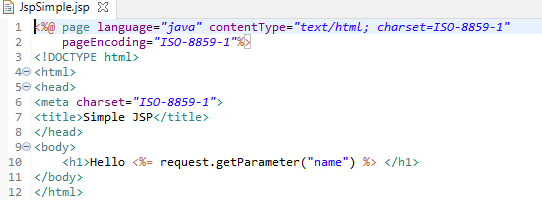 JspSimple.jsp
1 <%@ page language="java" contentType="text/html; charset=ISO-8859-1"
2     pageEncoding="ISO-8859-1"%>
3 <!DOCTYPE html>
4 <html>
5 <head>
6 <meta charset="ISO-8859-1">
7 <title>Simple JSP</title>
8 </head>
9 <body>
10     <h1>Hello <%= request.getParameter("name") %> </h1>
11 </body>
12 </html>